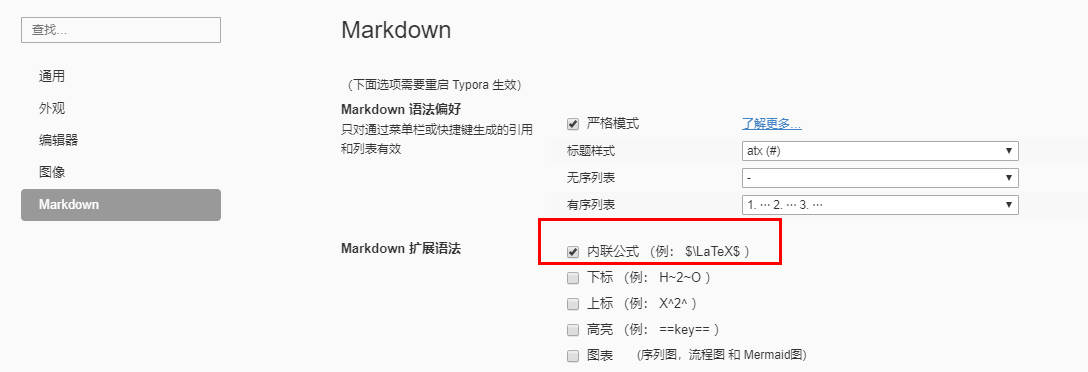 查找...
Markdown
通用
外观
编辑器
图像
Markdown
（下面选项需要重启 Typora 生效）
Markdown 语法偏好
只对通过菜单栏或快捷键生成的引用
和列表有效
严格模式 了解更多...
标题样式 atx (#)
无序列表 -
有序列表 1. ··· 2. ··· 3. ···
Markdown 扩展语法
内联公式 （例： $\LaTeX$ ）
下标 （例： H~2~O ）
上标 （例： X^2^ ）
高亮 （例： ==key== ）
图表 (序列图，流程图 和 Mermaid图)